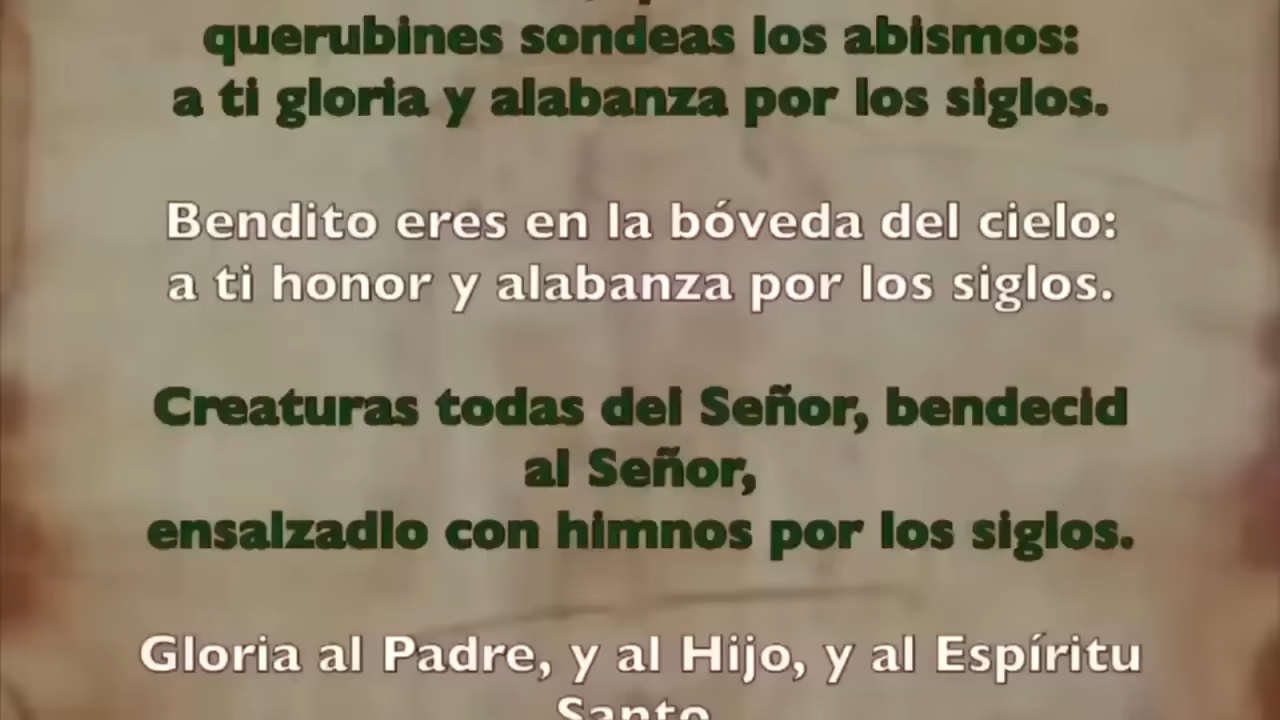 querubines sondeas los abismos:
a ti gloria y alabanza por los siglos.
Bendito eres en la bóveda del cielo:
a ti honor y alabanza por los siglos.
Creaturas todas del Señor, bendecid
al Señor,
ensalzadlo con himnos por los siglos.
Gloria al Padre, y al Hijo, y al Espíritu
Santo